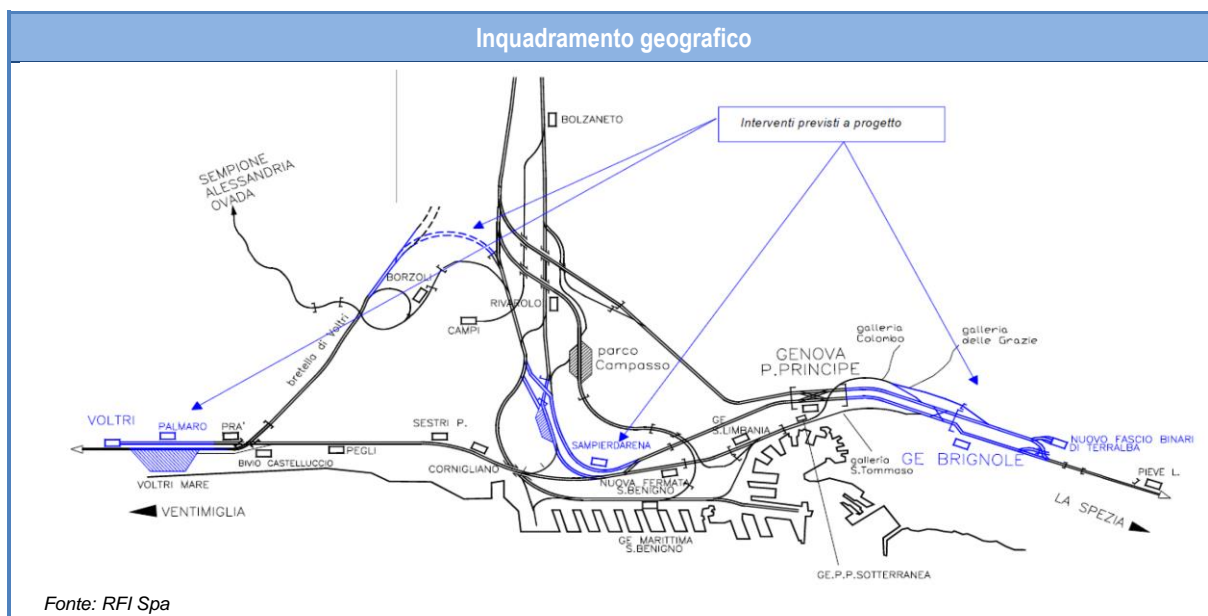 Inquadramento geografico
BOLZANETO
Interventi previsti a progetto
SEMPIONE
ALESSANDRIA
OVADA
BORZOLI
RIVAROLO
CAMPI
bretella di Voltri
parco
Campasso
galleria
Colombo
galleria
delle Grazie
GENOVA
P.PRINCIPE
VOLTRI
PALMARO
PRA'
SESTRI P.
GE
S.LIMBANIA
SAMPIERDARENA
NUOVO FASCIO BINARI
DI TERRALBA
GE BRIGNOLE
BIVIO CASTELLUCCIO
PEGLI
CORNIGLIANO
NUOVA FERMATA
S.BENIGNO
galleria
S.Tommaso
PIEVE L.
VOLTRI MARE
VENTIMIGLIA
LA SPEZIA
GE MARITTIMA
S.BENIGNO
GE.P.P.SOTTERRANEA
Fonte: RFI Spa